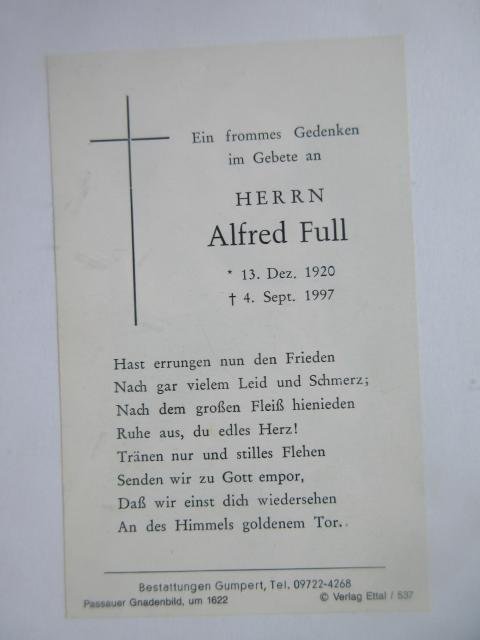 Ein frommes Gedenken
im Gebete an
HERRN
Alfred Full
* 13. Dez. 1920
† 4. Sept. 1997
Hast errungen nun den Frieden
Nach gar vielem Leid und Schmerz;
Nach dem großen Fleiß hienieden
Ruhe aus, du edles Herz!
Tränen nur und stilles Flehen
Senden wir zu Gott empor,
Daß wir einst dich wiedersehen
An des Himmels goldenem Tor.
Bestattungen Gumpert, Tel. 09722-4268
Passauer Gnadenbild, um 1622 © Verlag Ettal / 537